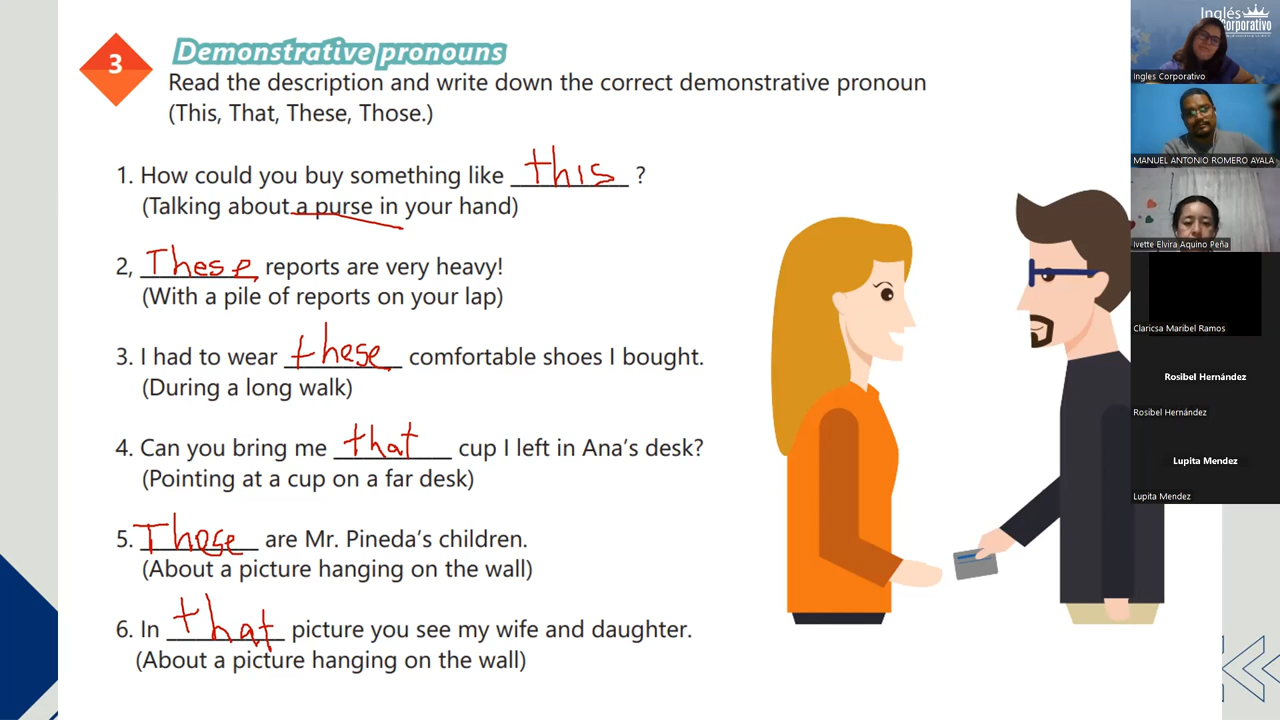 3
Demonstrative pronouns
Read the description and write down the correct demonstrative pronoun
(This, That, These, Those.)
1. How could you buy something like this ?
(Talking about a purse in your hand)
2, These reports are very heavy!
(With a pile of reports on your lap)
3. I had to wear these comfortable shoes I bought.
(During a long walk)
4. Can you bring me that cup I left in Ana's desk?
(Pointing at a cup on a far desk)
5. Those are Mr. Pineda's children.
(About a picture hanging on the wall)
6. In that picture you see my wife and daughter.
(About a picture hanging on the wall)
Inglés
Corporativo
Ingles Corporativo
MANUEL ANTONIO ROMERO AYALA
Ivette Elvira Aquino Peña
Claricsa Maribel Ramos
Rosibel Hernández
Rosibel Hernández
Lupita Mendez
Lupita Mendez